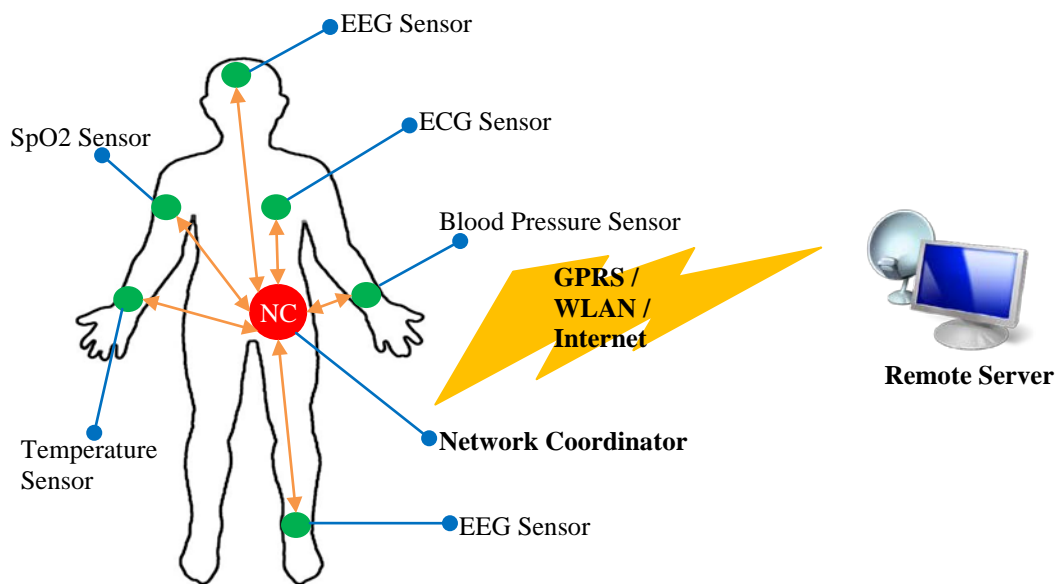 EEG Sensor
ECG Sensor
SpO2 Sensor
Blood Pressure Sensor
GPRS /
WLAN /
Internet
NC
Remote Server
Network Coordinator
Temperature
Sensor
EEG Sensor